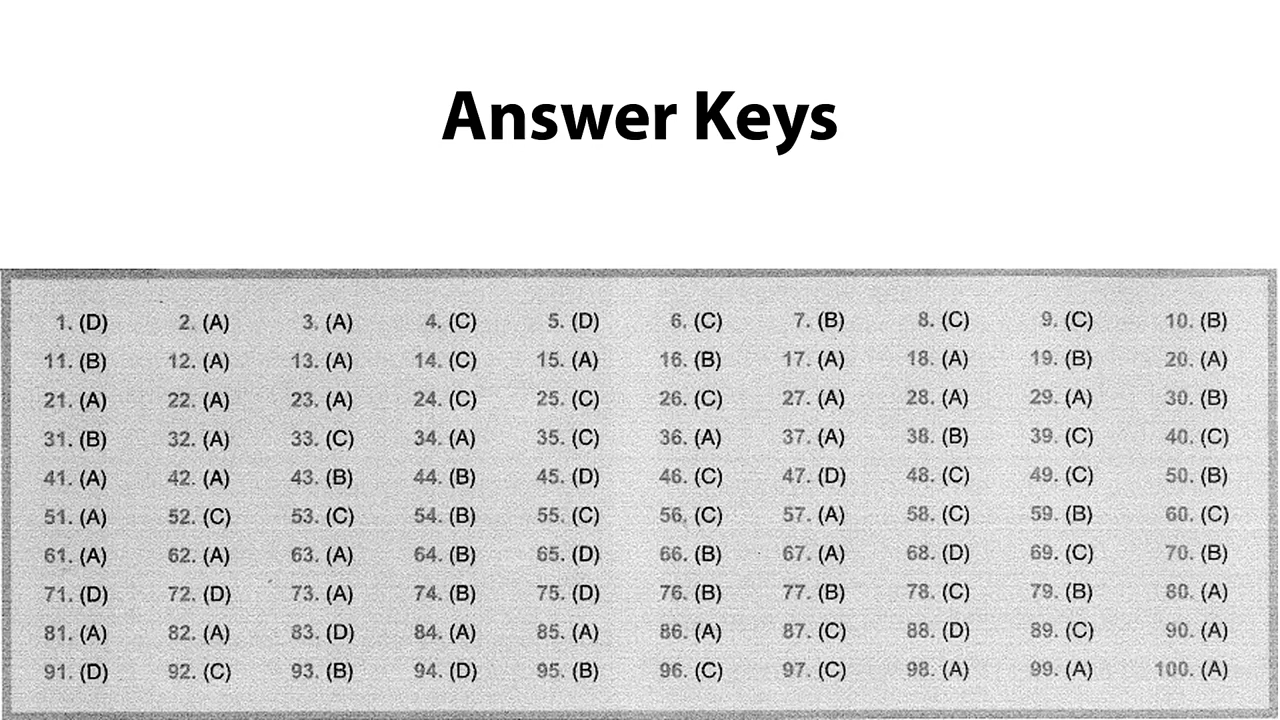 Answer Keys
1. (D) 2. (A) 3. (A) 4. (C) 5. (D) 6. (C) 7. (B) 8. (C) 9. (C) 10. (B)
11. (B) 12. (A) 13. (A) 14. (C) 15. (A) 16. (B) 17. (A) 18. (A) 19. (B) 20. (A)
21. (A) 22. (A) 23. (A) 24. (C) 25. (C) 26. (C) 27. (A) 28. (A) 29. (A) 30. (B)
31. (B) 32. (A) 33. (C) 34. (A) 35. (C) 36. (A) 37. (A) 38. (B) 39. (C) 40. (C)
41. (A) 42. (A) 43. (B) 44. (B) 45. (D) 46. (C) 47. (D) 48. (C) 49. (C) 50. (B)
51. (A) 52. (C) 53. (C) 54. (B) 55. (C) 56. (C) 57. (A) 58. (C) 59. (B) 60. (C)
61. (A) 62. (A) 63. (A) 64. (B) 65. (D) 66. (B) 67. (A) 68. (D) 69. (C) 70. (B)
71. (D) 72. (D) 73. (A) 74. (B) 75. (D) 76. (B) 77. (B) 78. (C) 79. (B) 80. (A)
81. (A) 82. (A) 83. (D) 84. (A) 85. (A) 86. (A) 87. (C) 88. (D) 89. (C) 90. (A)
91. (D) 92. (C) 93. (B) 94. (D) 95. (B) 96. (C) 97. (C) 98. (A) 99. (A) 100. (A)